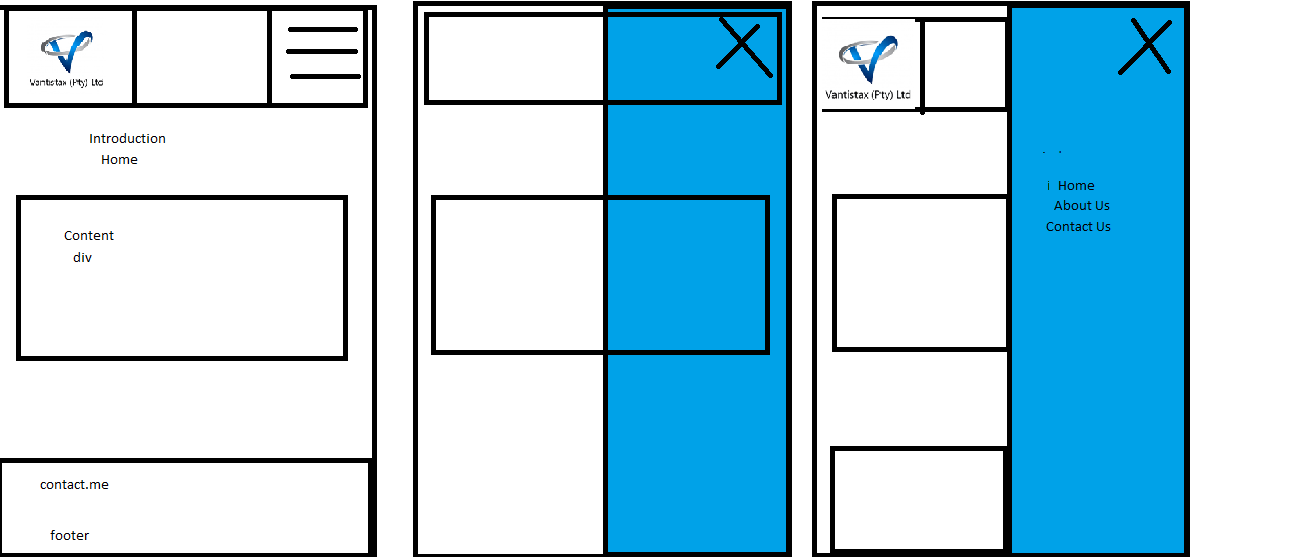 Vantistax (Pty) Ltd
Introduction
Home
Content
div
contact.me
footer
Vantistax (Pty) Ltd
i Home
About Us
Contact Us